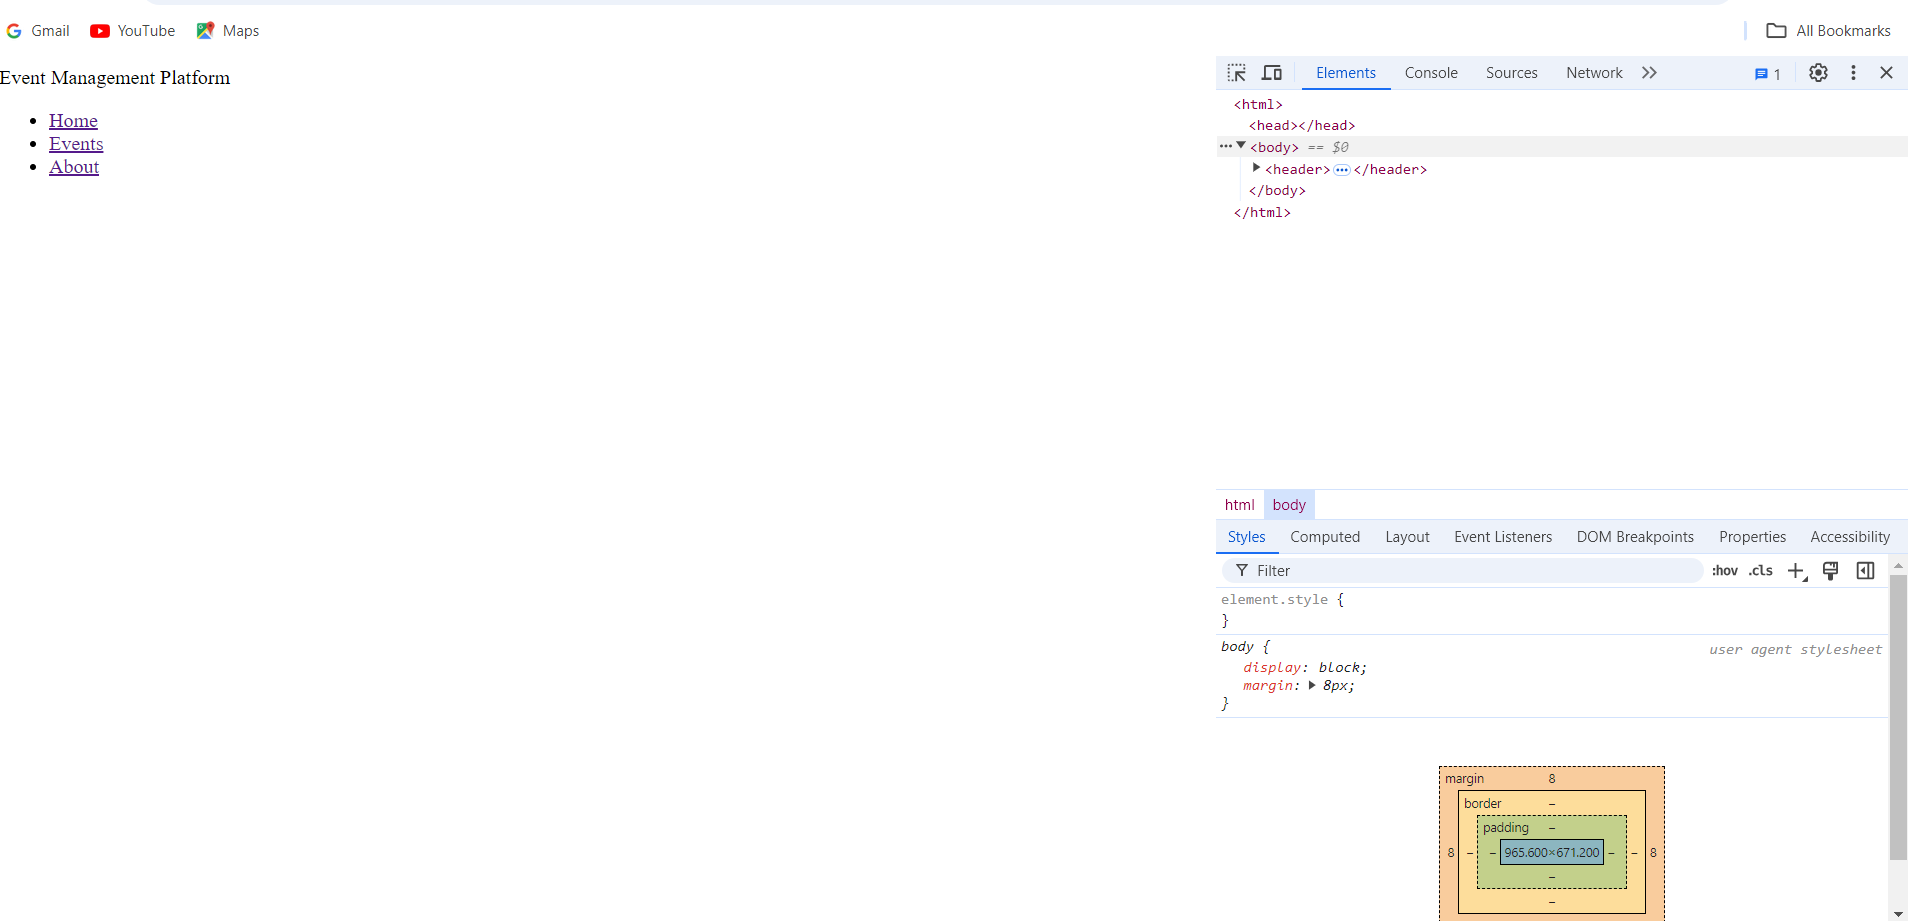 Gmail YouTube Maps All Bookmarks
Event Management Platform
Home
Events
About
Elements Console Sources Network 1
<html>
<head></head>
<body> == $0
<header>…</header>
</body>
</html>
html body
Styles Computed Layout Event Listeners DOM Breakpoints Properties Accessibility
Filter :hov .cls
element.style {
}
body { user agent stylesheet
display: block;
margin: 8px;
}
margin 8
border –
padding –
8 – – 965.600×671.200 – – 8
–
–